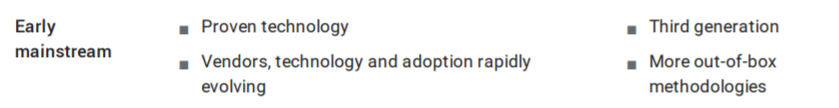 Early
mainstream
■ Proven technology
■ Vendors, technology and adoption rapidly
evolving
■ Third generation
■ More out-of-box
methodologies